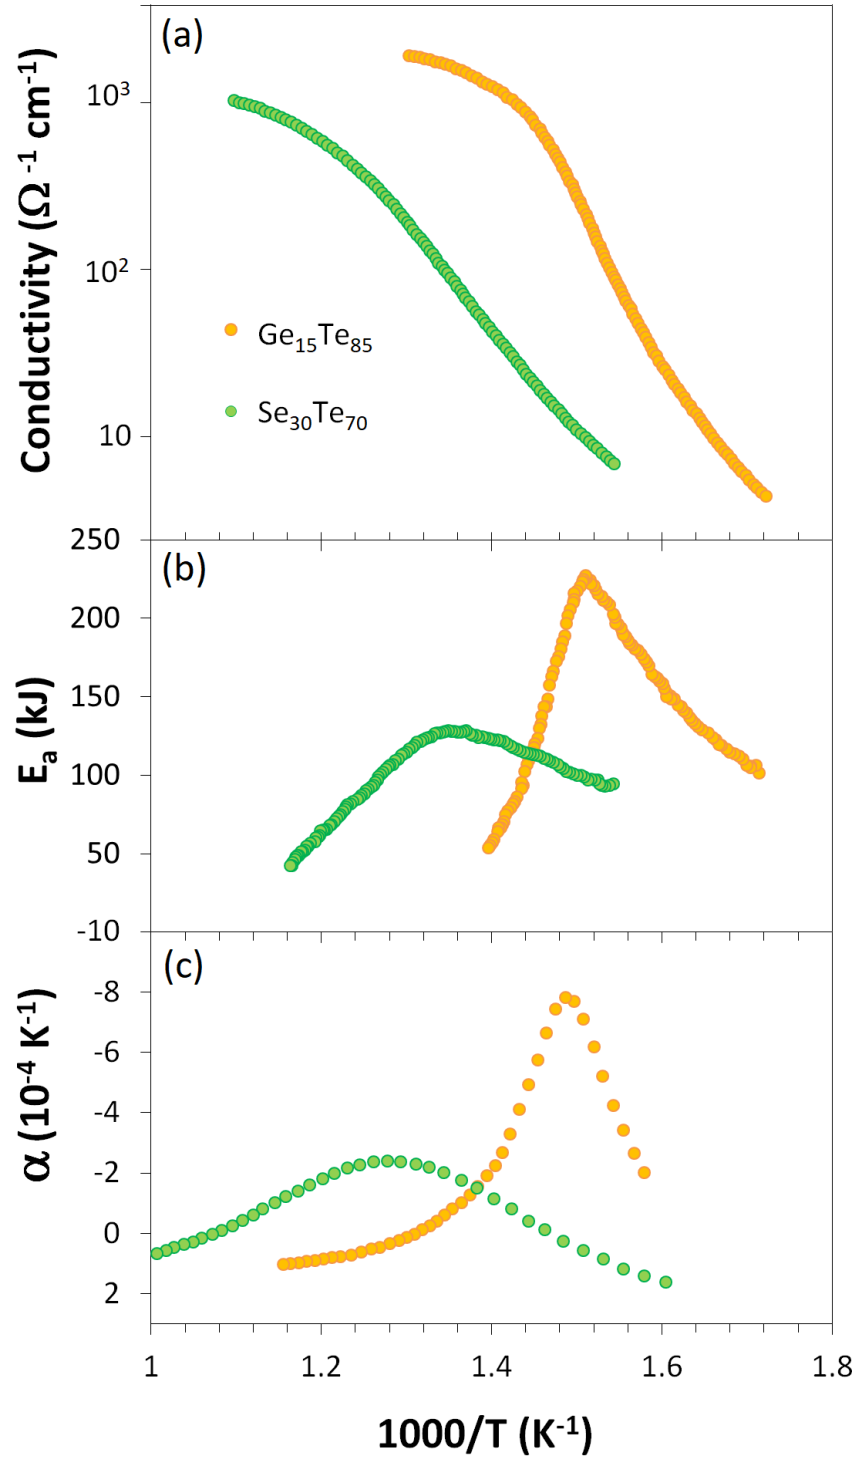 (a)
Conductivity (Ω⁻¹ cm⁻¹)
10³
10²
10
Ge₁₅Te₈₅
Se₃₀Te₇₀
(b)
Eₐ (kJ)
250
200
150
100
50
-10
(c)
α (10⁻⁴ K⁻¹)
-8
-6
-4
-2
0
2
1 1.2 1.4 1.6 1.8
1000/T (K⁻¹)